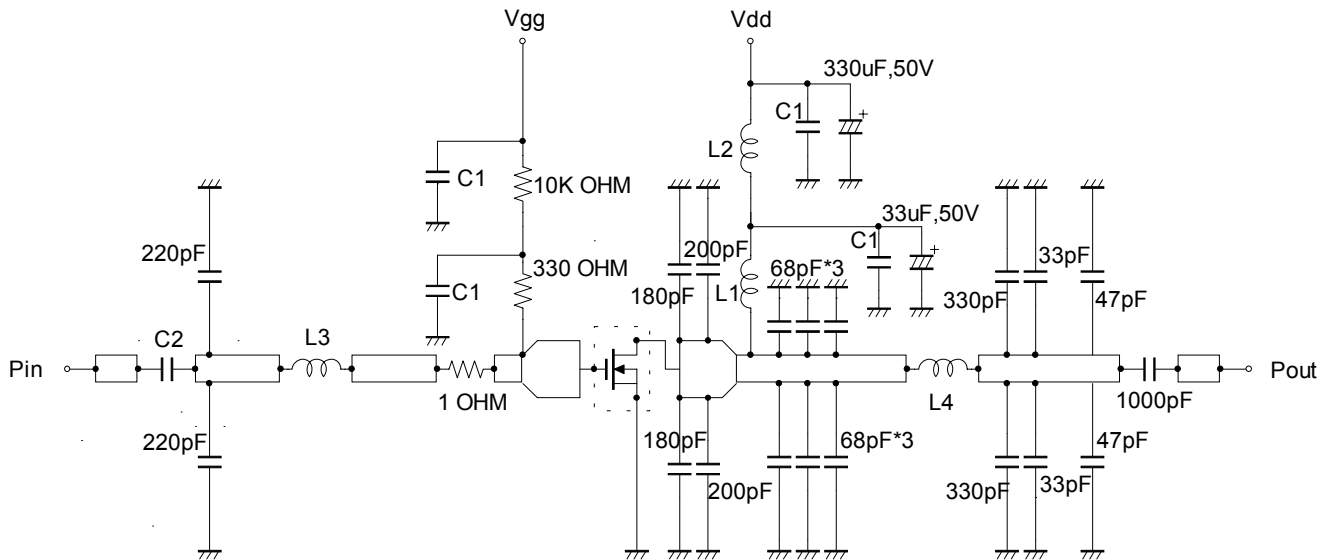 Vgg
Vdd
330uF,50V
C1
L2
C1
10K OHM
33uF,50V
C1
220pF
200pF
68pF*3
33pF
C1
330 OHM
180pF
L1
330pF
47pF
C2
L3
Pin
Pout
1 OHM
L4
1000pF
220pF
180pF
68pF*3
47pF
200pF
330pF
33pF